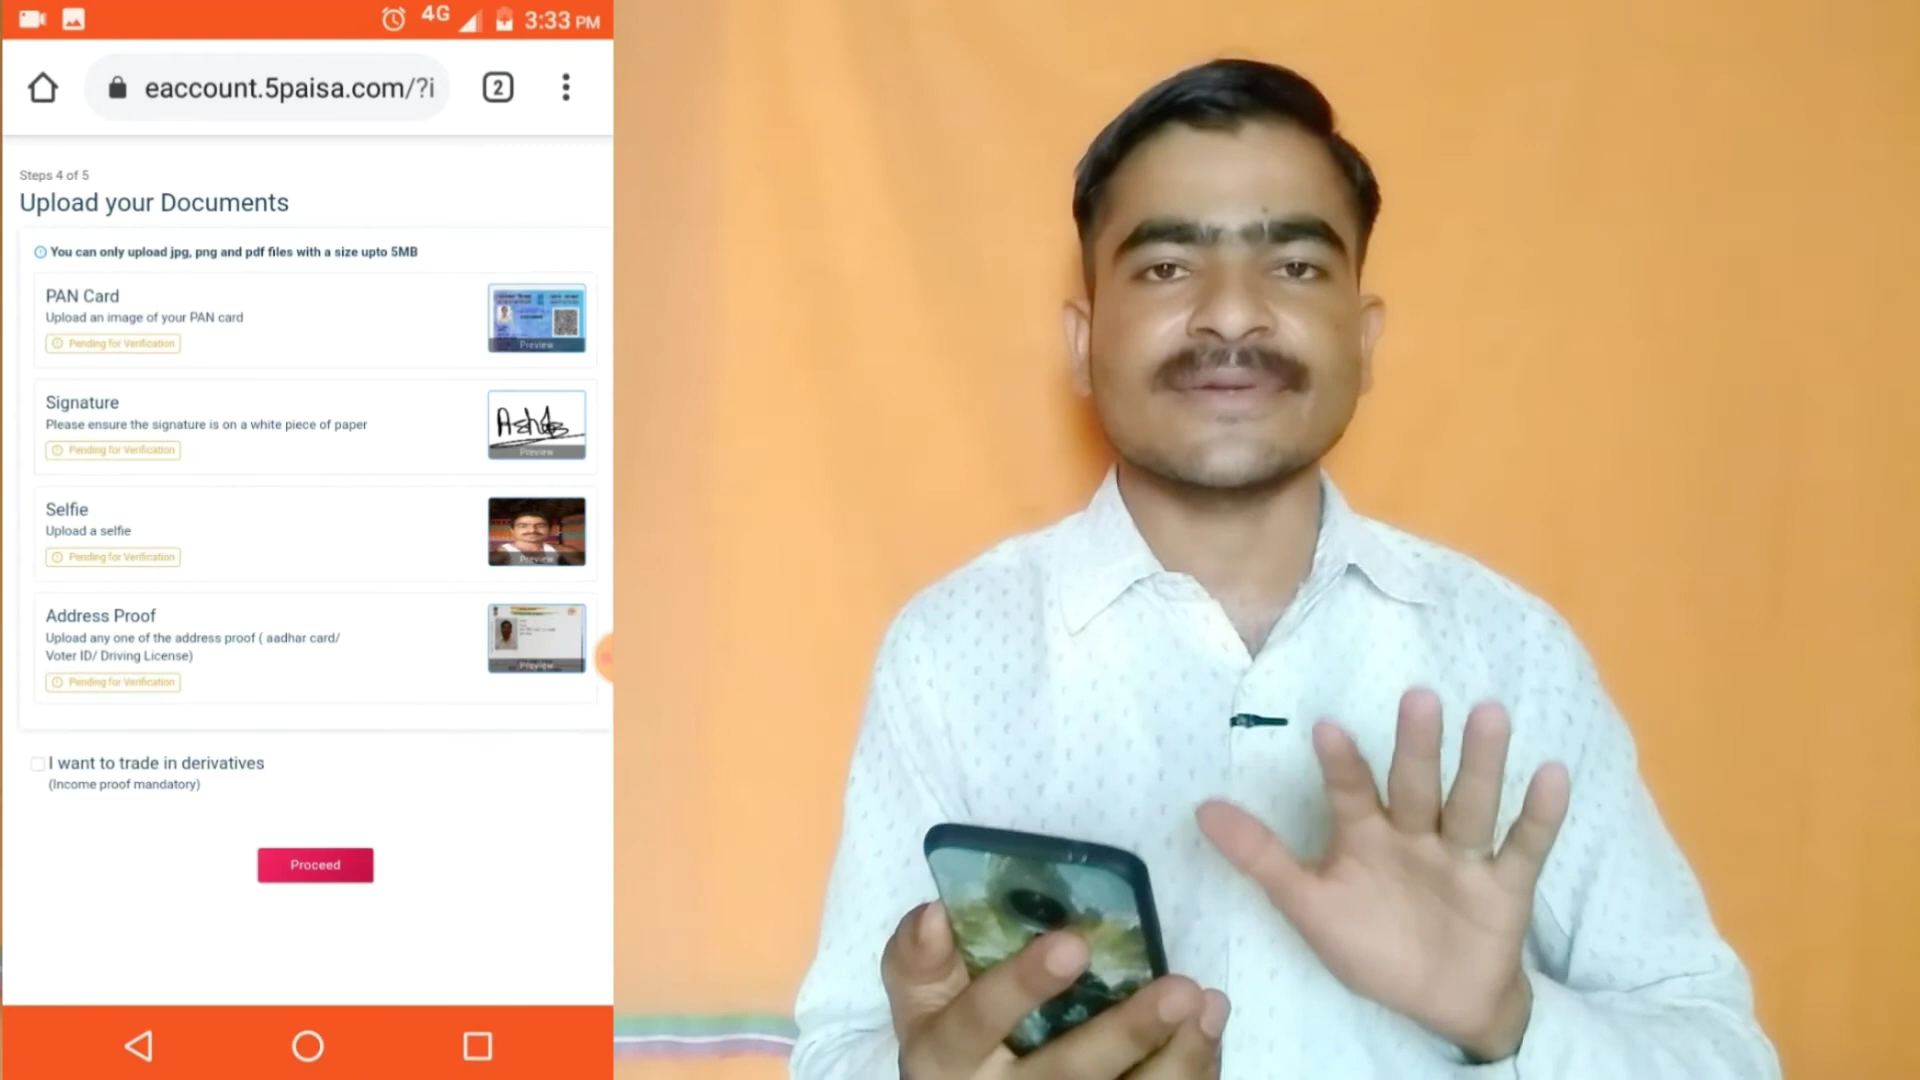 4G 3:33 PM
eaccount.5paisa.com/?i
2
Steps 4 of 5
Upload your Documents
You can only upload jpg, png and pdf files with a size upto 5MB
PAN Card
Upload an image of your PAN card
Pending for Verification
Preview
Signature
Please ensure the signature is on a white piece of paper
Pending for Verification
Preview
Selfie
Upload a selfie
Pending for Verification
Preview
Address Proof
Upload any one of the address proof ( aadhar card/
Voter ID/ Driving License)
Pending for Verification
Preview
I want to trade in derivatives
(Income proof mandatory)
Proceed